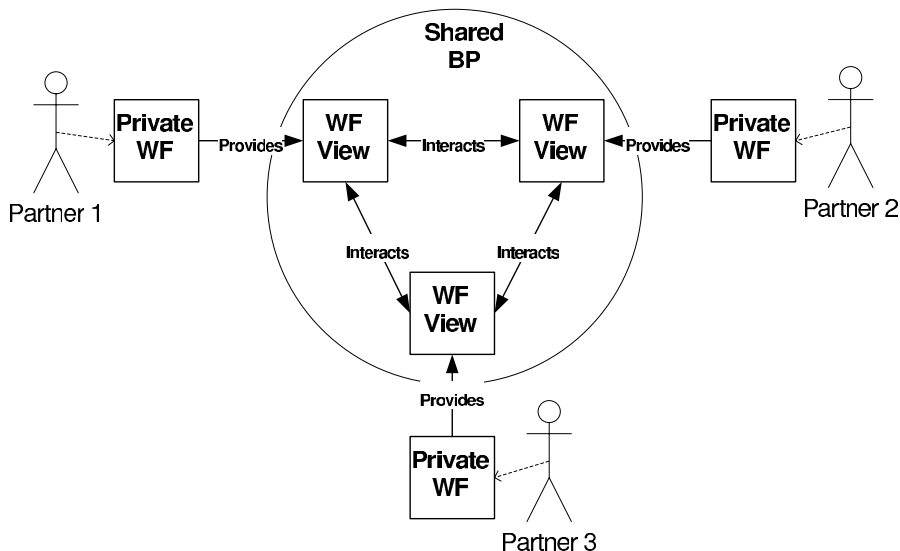 Shared
BP
Private
WF
Provides
WF
View
Interacts
WF
View
Provides
Private
WF
Partner 1
Partner 2
Interacts
Interacts
WF
View
Provides
Private
WF
Partner 3